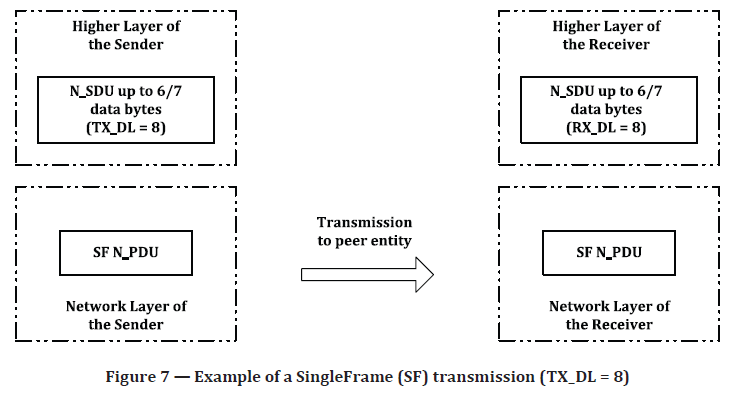 Higher Layer of
the Sender
N_SDU up to 6/7
data bytes
(TX_DL = 8)
Higher Layer of
the Receiver
N_SDU up to 6/7
data bytes
(RX_DL = 8)
SF N_PDU
Network Layer of
the Sender
Transmission
to peer entity
SF N_PDU
Network Layer of
the Receiver
Figure 7 — Example of a SingleFrame (SF) transmission (TX_DL = 8)